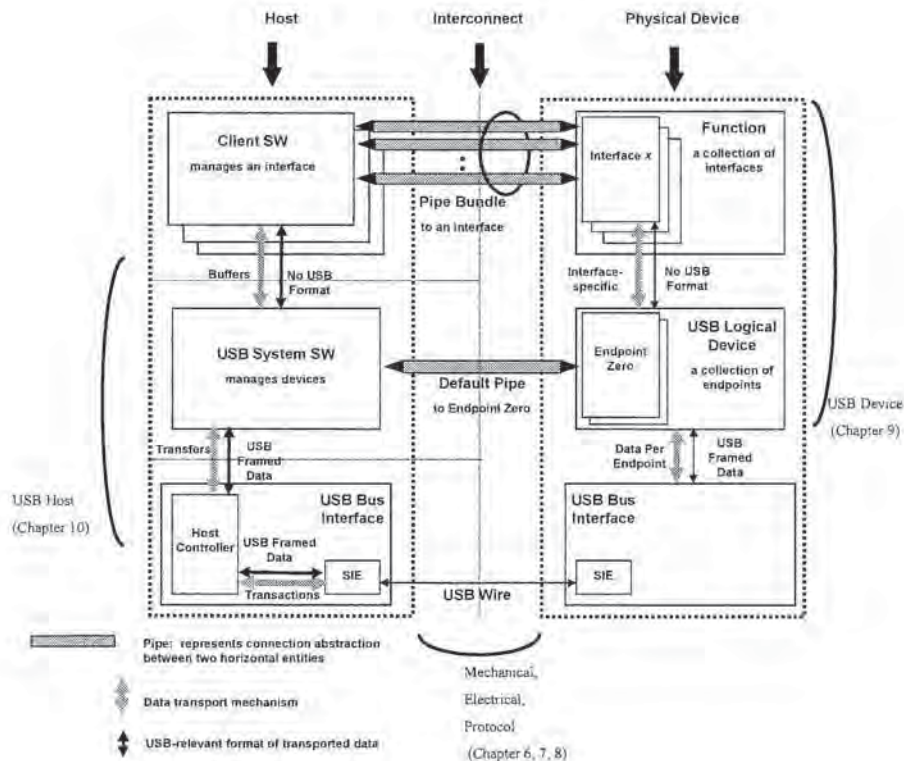 Host
Interconnect
Physical Device
Client SW
manages an interface
Pipe Bundle
to an interface
Interface x
Function
a collection of
interfaces
Buffers
No USB
Format
Interface-
specific
No USB
Format
USB System SW
manages devices
Default Pipe
to Endpoint Zero
Endpoint
Zero
USB Logical
Device
a collection of
endpoints
USB Device
(Chapter 9)
Transfers
USB
Framed
Data
Data Per
Endpoint
USB
Framed
Data
USB Host
(Chapter 10)
USB Bus
Interface
Host
Controller
USB Framed
Data
Transactions
SIE
USB Wire
USB Bus
Interface
SIE
Pipe: represents connection abstraction
between two horizontal entities
Data transport mechanism
USB-relevant format of transported data
Mechanical,
Electrical,
Protocol
(Chapter 6, 7, 8)